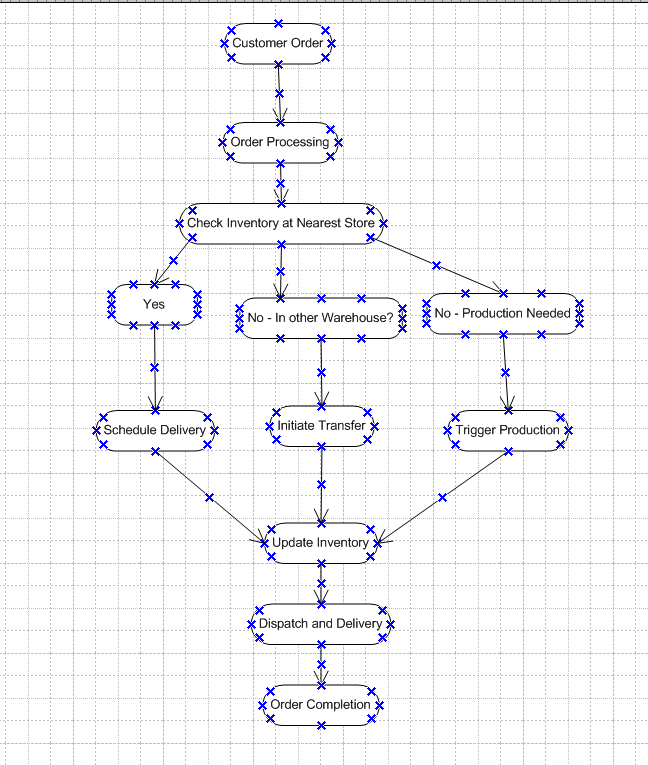 Customer Order
Order Processing
Check Inventory at Nearest Store
Yes
No - In other Warehouse?
No - Production Needed
Schedule Delivery
Initiate Transfer
Trigger Production
Update Inventory
Dispatch and Delivery
Order Completion